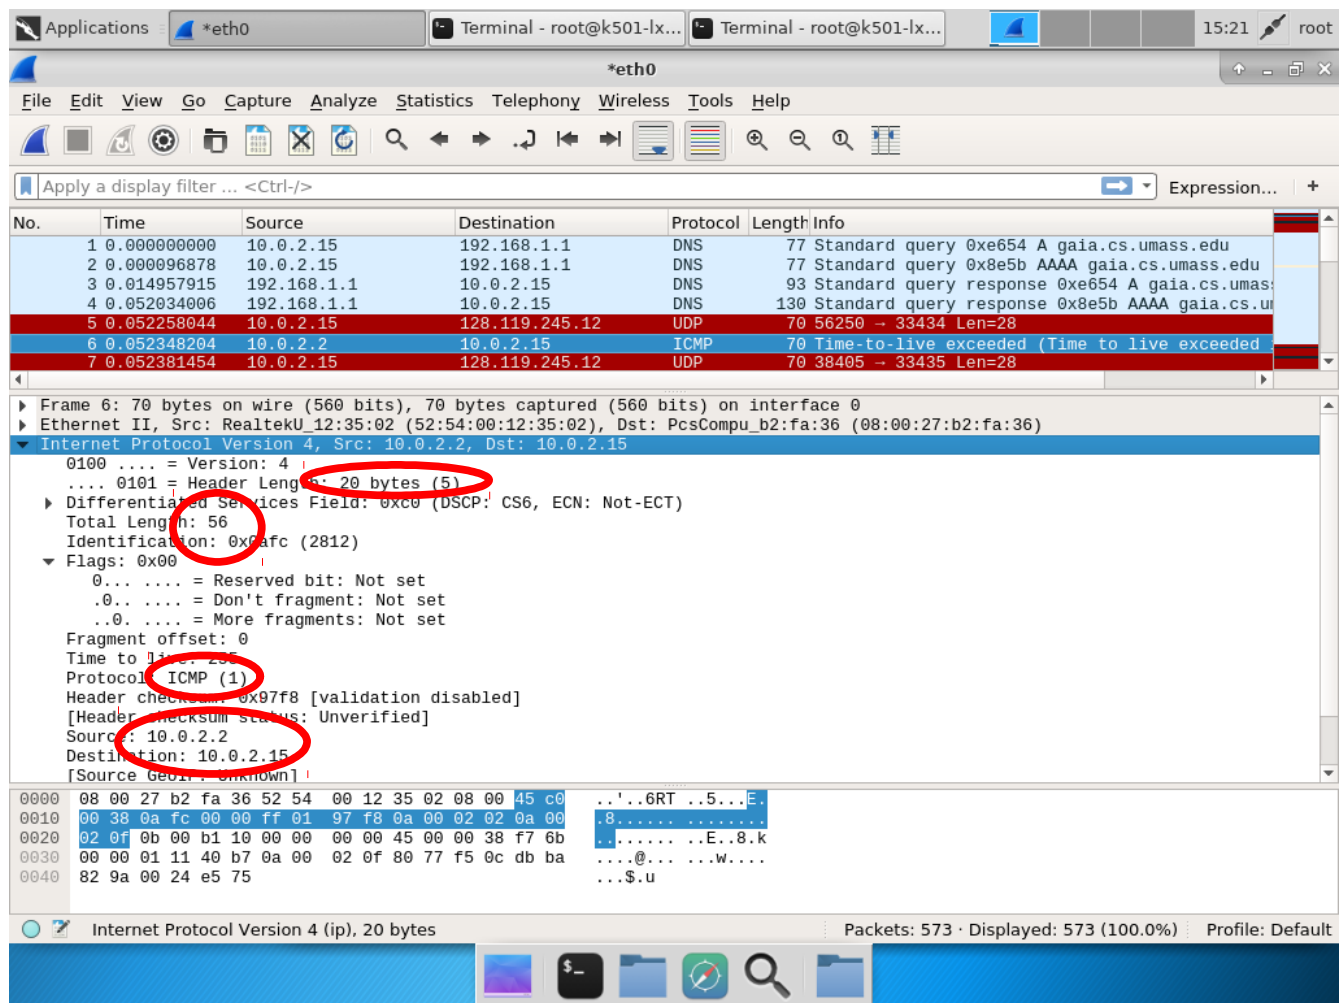 Applications
*eth0
Terminal - root@k501-lx...
Terminal - root@k501-lx...
15:21
root
*eth0
File Edit View Go Capture Analyze Statistics Telephony Wireless Tools Help
Apply a display filter ... <Ctrl-/>
Expression... +
No. Time Source Destination Protocol Length Info
1 0.000000000 10.0.2.15 192.168.1.1 DNS 77 Standard query 0xe654 A gaia.cs.umass.edu
2 0.000096878 10.0.2.15 192.168.1.1 DNS 77 Standard query 0x8e5b AAAA gaia.cs.umass.edu
3 0.014957915 192.168.1.1 10.0.2.15 DNS 93 Standard query response 0xe654 A gaia.cs.umas
4 0.052034006 192.168.1.1 10.0.2.15 DNS 130 Standard query response 0x8e5b AAAA gaia.cs.u
5 0.052258044 10.0.2.15 128.119.245.12 UDP 70 56250 → 33434 Len=28
6 0.052348204 10.0.2.2 10.0.2.15 ICMP 70 Time-to-live exceeded (Time to live exceeded
7 0.052381454 10.0.2.15 128.119.245.12 UDP 70 38405 → 33435 Len=28
Frame 6: 70 bytes on wire (560 bits), 70 bytes captured (560 bits) on interface 0
Ethernet II, Src: RealtekU_12:35:02 (52:54:00:12:35:02), Dst: PcsCompu_b2:fa:36 (08:00:27:b2:fa:36)
Internet Protocol Version 4, Src: 10.0.2.2, Dst: 10.0.2.15
0100 .... = Version: 4
.... 0101 = Header Length: 20 bytes (5)
Differentiated Services Field: 0xc0 (DSCP: CS6, ECN: Not-ECT)
Total Length: 56
Identification: 0x0afc (2812)
Flags: 0x00
0... .... = Reserved bit: Not set
.0.. .... = Don't fragment: Not set
..0. .... = More fragments: Not set
Fragment offset: 0
Time to live: 255
Protocol: ICMP (1)
Header checksum: 0x97f8 [validation disabled]
[Header checksum status: Unverified]
Source: 10.0.2.2
Destination: 10.0.2.15
[Source GeoIP: Unknown]
0000 08 00 27 b2 fa 36 52 54 00 12 35 02 08 00 45 c0 ..'..6RT ..5...E.
0010 00 38 0a fc 00 00 ff 01 97 f8 0a 00 02 02 0a 00 .8...... ........
0020 02 0f 0b 00 b1 10 00 00 00 00 45 00 00 38 f7 6b ........ ..E..8.k
0030 00 00 01 11 40 b7 0a 00 02 0f 80 77 f5 0c db ba ....@... ...w....
0040 82 9a 00 24 e5 75 ...$.u
Internet Protocol Version 4 (ip), 20 bytes
Packets: 573 · Displayed: 573 (100.0%)
Profile: Default
$_